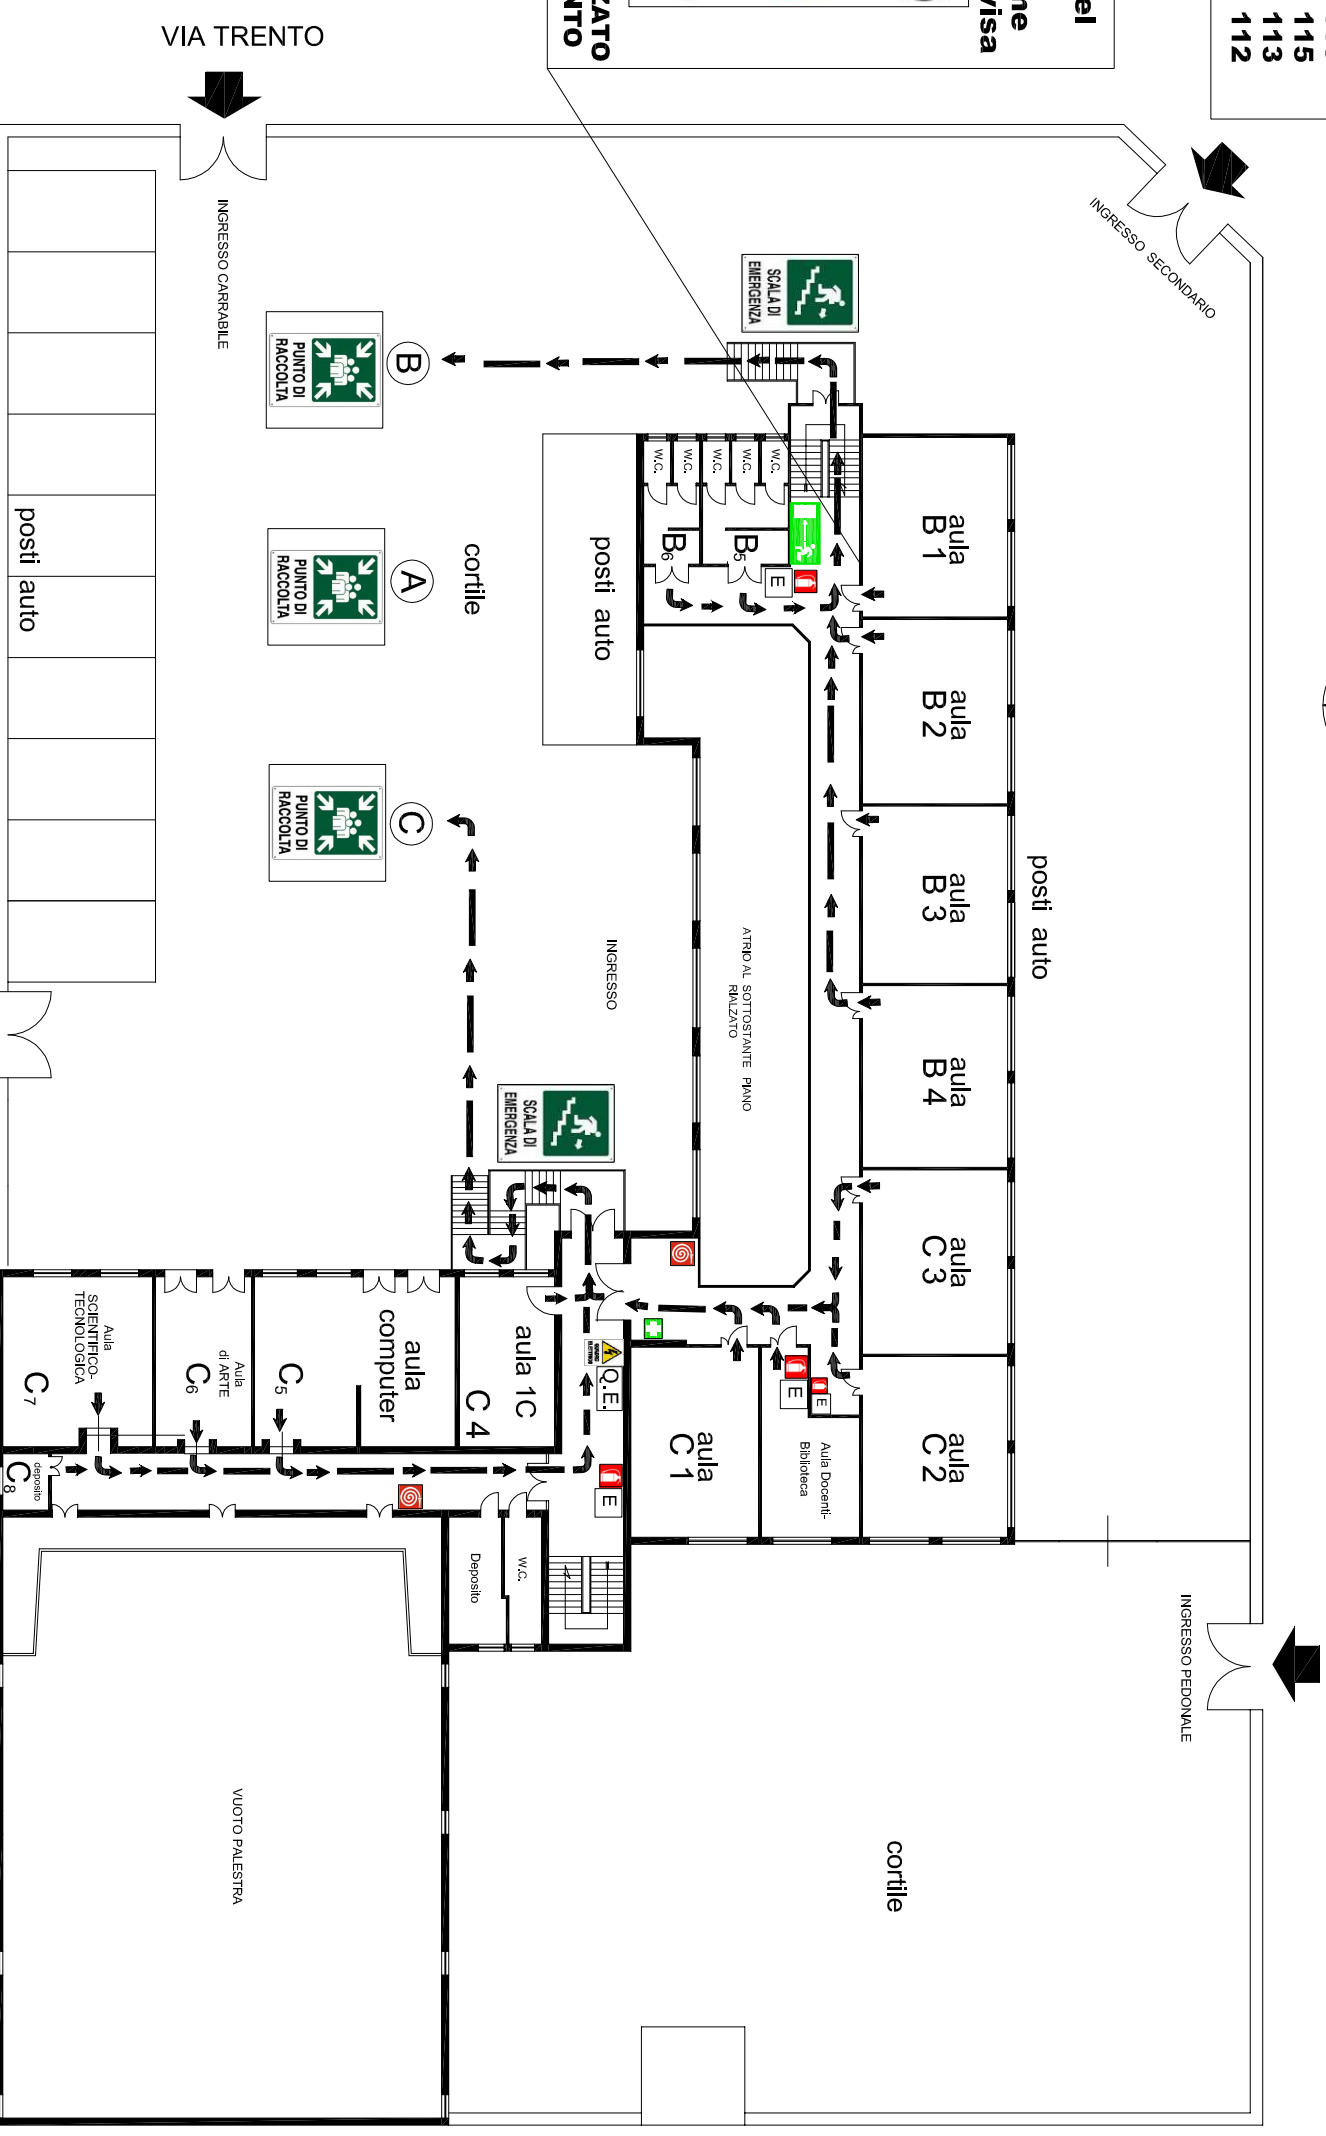 VIA TRENTO
INGRESSO CARRABILE
INGRESSO SECONDARIO
INGRESSO PEDONALE
115
113
112
ZATO
NTO
SCALA DI
EMERGENZA
B
PUNTO DI
RACCOLTA
A
PUNTO DI
RACCOLTA
C
PUNTO DI
RACCOLTA
cortile
posti auto
posti auto
posti auto
W.C.
W.C.
W.C.
W.C.
W.C.
B6
B5
E
aula
B 1
aula
B 2
aula
B 3
aula
B 4
aula
C 3
aula
C 2
ATRIO AL SOTTOSTANTE PIANO
RIALZATO
INGRESSO
SCALA DI
EMERGENZA
E
E
Aula Docenti-
Biblioteca
aula
C 1
Q.E.
E
aula 1C
C 4
aula
computer
C5
Aula
di ARTE
C6
Aula
SCIENTIFICO-
TECNOLOGICA
C7
deposito
C8
W.C.
Deposito
VUOTO PALESTRA
cortile